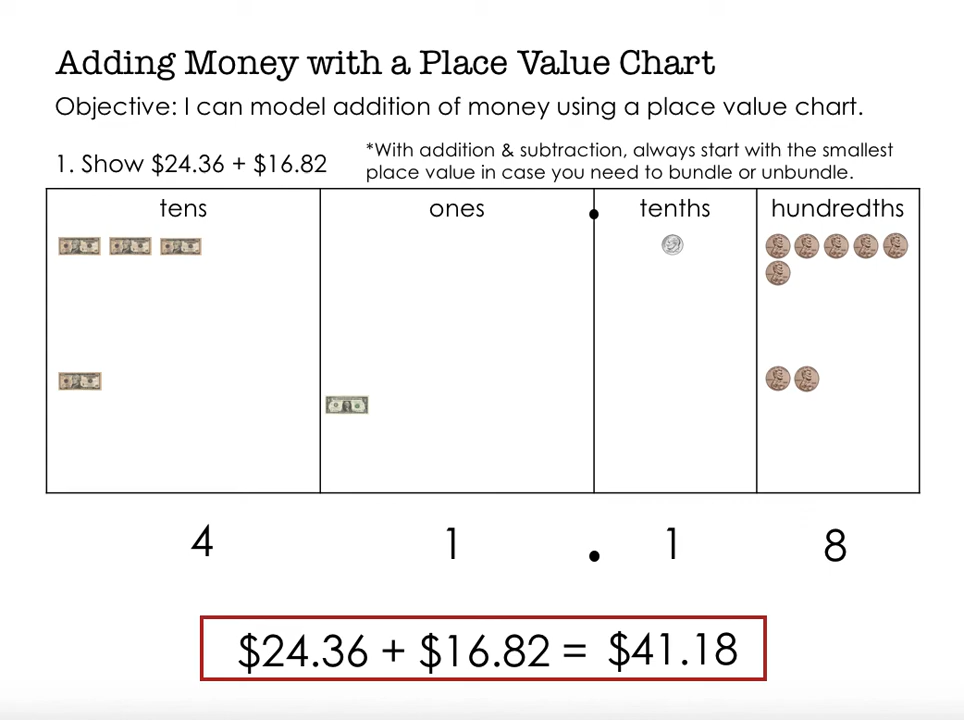 Adding Money with a Place Value Chart
Objective: I can model addition of money using a place value chart.
1. Show $24.36 + $16.82
*With addition & subtraction, always start with the smallest
place value in case you need to bundle or unbundle.
tens ones . tenths hundredths
4 1 . 1 8
$24.36 + $16.82 = $41.18